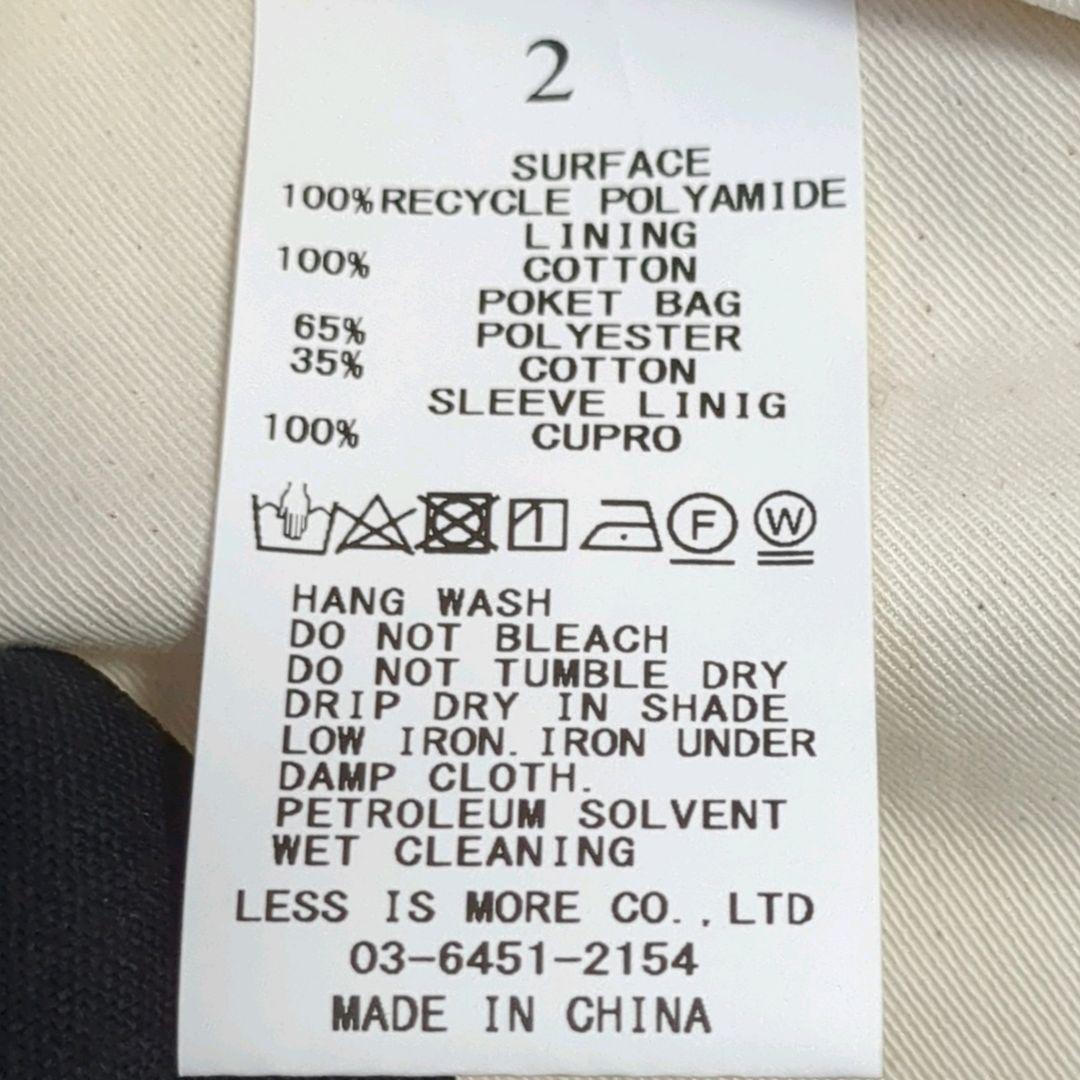 2
SURFACE
100% RECYCLE POLYAMIDE
LINING
100% COTTON
POKET BAG
65% POLYESTER
35% COTTON
SLEEVE LINIG
100% CUPRO
F W
HANG WASH
DO NOT BLEACH
DO NOT TUMBLE DRY
DRIP DRY IN SHADE
LOW IRON. IRON UNDER
DAMP CLOTH.
PETROLEUM SOLVENT
WET CLEANING
LESS IS MORE CO.,LTD
03-6451-2154
MADE IN CHINA